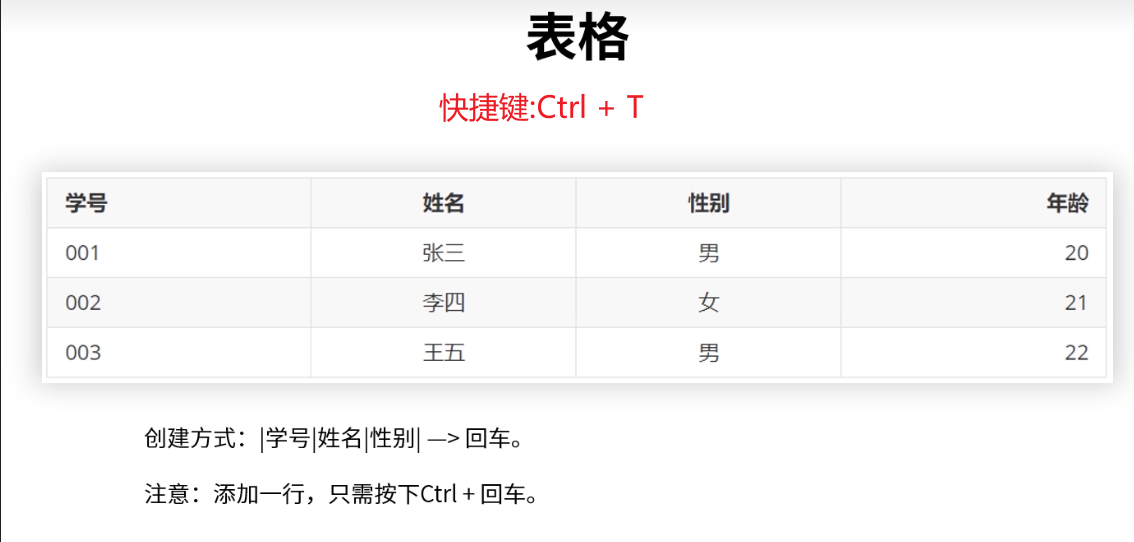 表格
快捷键:Ctrl + T
学号 姓名 性别 年龄
001 张三 男 20
002 李四 女 21
003 王五 男 22
创建方式：|学号|姓名|性别| —> 回车。
注意：添加一行，只需按下Ctrl + 回车。